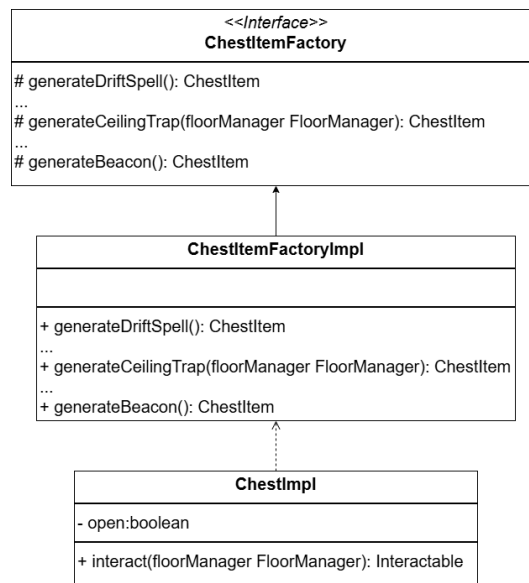 <<Interface>>
ChestItemFactory
# generateDriftSpell(): ChestItem
...
# generateCeilingTrap(floorManager FloorManager): ChestItem
...
# generateBeacon(): ChestItem
ChestItemFactoryImpl
+ generateDriftSpell(): ChestItem
...
+ generateCeilingTrap(floorManager FloorManager): ChestItem
...
+ generateBeacon(): ChestItem
ChestImpl
- open:boolean
+ interact(floorManager FloorManager): Interactable